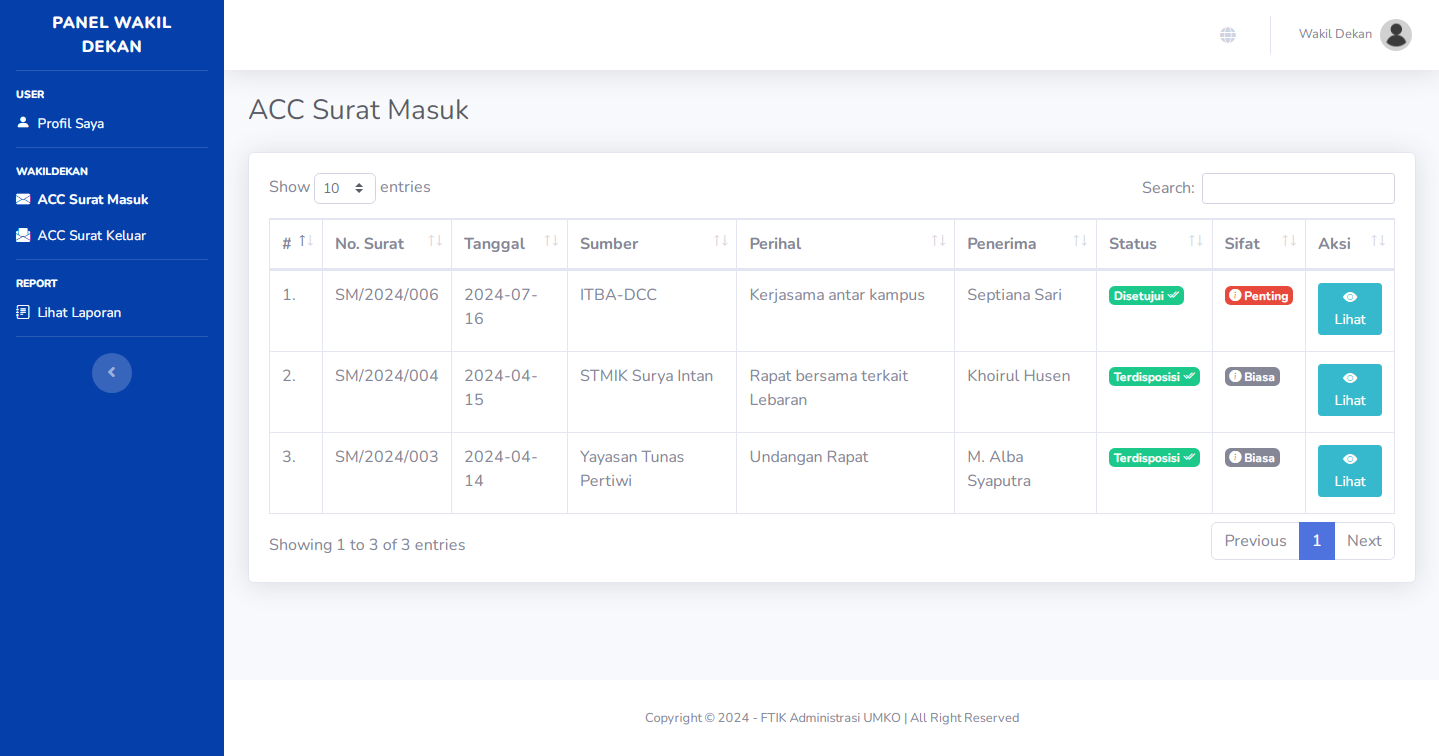 PANEL WAKIL
DEKAN
USER
Profil Saya
WAKILDEKAN
ACC Surat Masuk
ACC Surat Keluar
REPORT
Lihat Laporan
Wakil Dekan
ACC Surat Masuk
Show 10 entries
Search:
# No. Surat Tanggal Sumber Perihal Penerima Status Sifat Aksi
1. SM/2024/006 2024-07- ITBA-DCC Kerjasama antar kampus Septiana Sari Disetujui Penting
16 Lihat
2. SM/2024/004 2024-04- STMIK Surya Intan Rapat bersama terkait Khoirul Husen Terdisposisi Biasa
15 Lebaran Lihat
3. SM/2024/003 2024-04- Yayasan Tunas Undangan Rapat M. Alba Terdisposisi Biasa
14 Pertiwi Syaputra Lihat
Showing 1 to 3 of 3 entries
Previous 1 Next
Copyright © 2024 - FTIK Administrasi UMKO | All Right Reserved